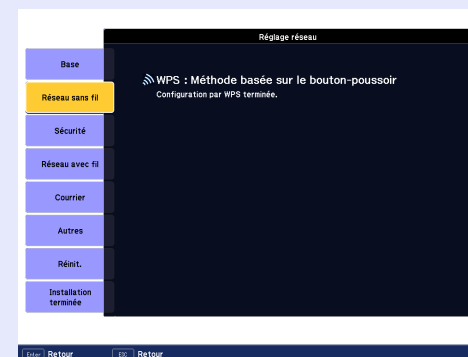 Réglage réseau
Base
Réseau sans fil
Sécurité
Réseau avec fil
Courrier
Autres
Réinit.
Installation
terminée
WPS : Méthode basée sur le bouton-poussoir
Configuration par WPS terminée.
Enter Retour ESC Retour